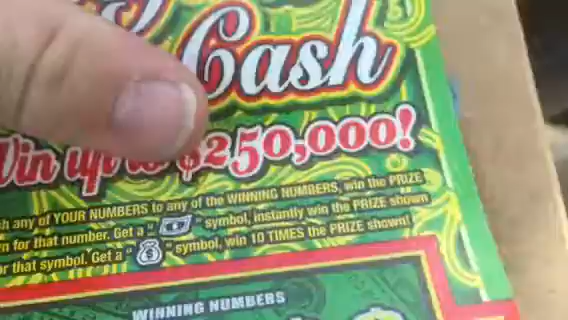 Cash
Win up to $250,000!
any of YOUR NUMBERS to any of the WINNING NUMBERS, win the PRIZE
for that number. Get a " " symbol, instantly win the PRIZE shown
for that symbol. Get a " $ " symbol, win 10 TIMES the PRIZE shown!
WINNING NUMBERS